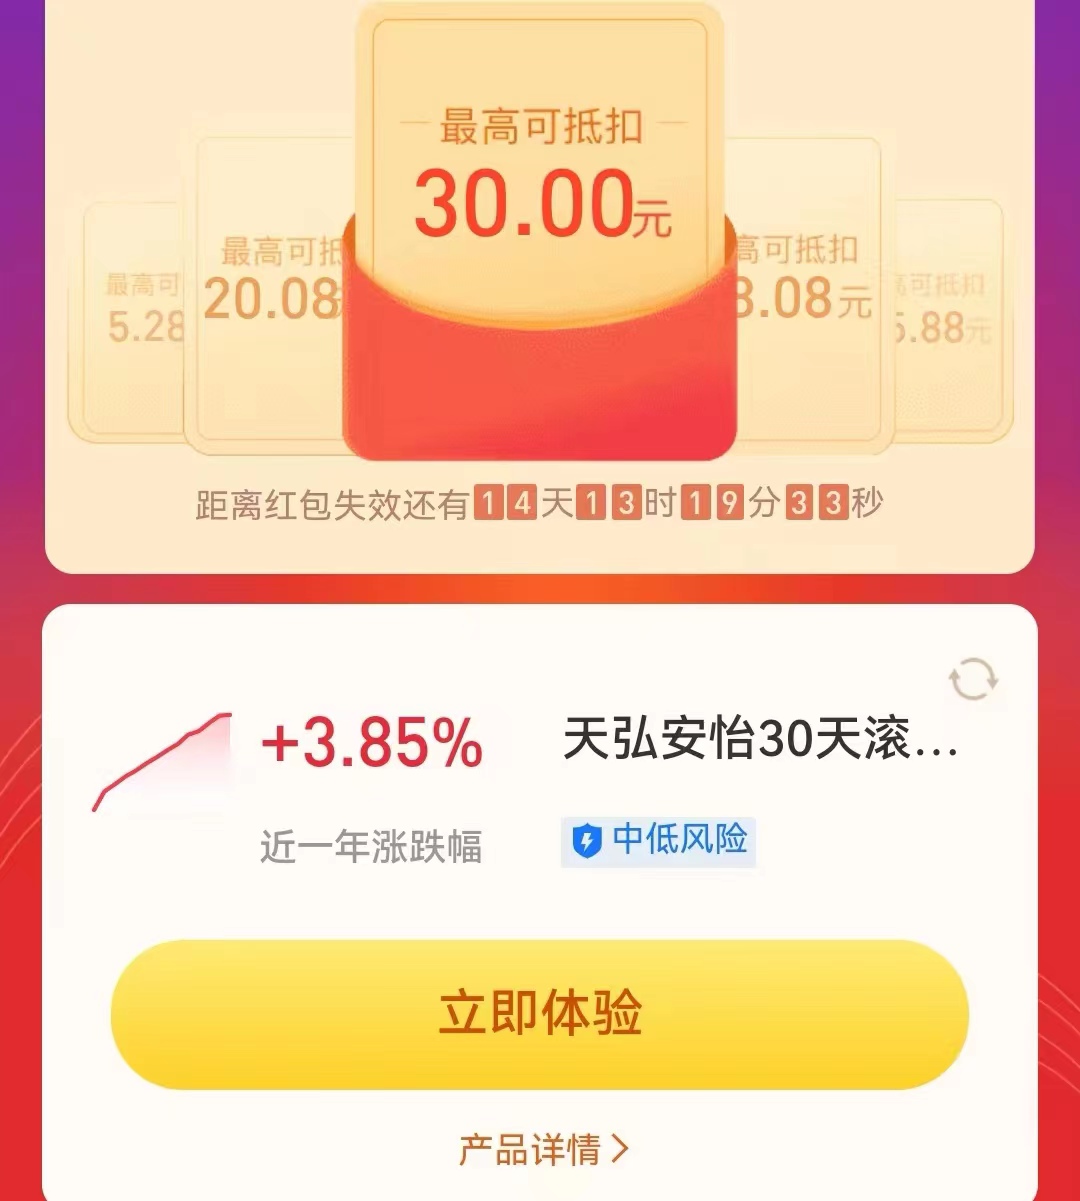 最高可抵扣
30.00元
最高可抵
20.08
高可抵扣
3.08元
最高可
5.28
高可抵扣
5.88元
距离红包失效还有14天13时19分33秒
+3.85%
天弘安怡30天滚...
近一年涨跌幅
中低风险
立即体验
产品详情>